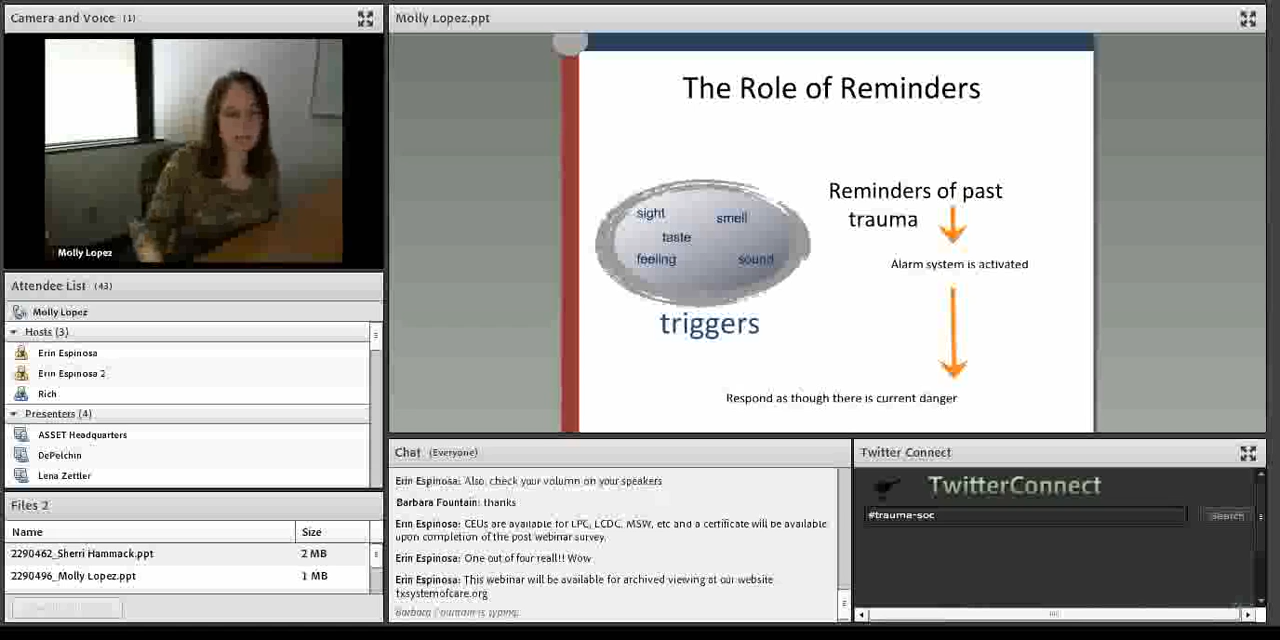 Camera and Voice (1)
Molly Lopez
Attendee List (43)
Molly Lopez
Hosts (3)
Erin Espinosa
Erin Espinosa 2
Rich
Presenters (4)
ASSET Headquarters
DePelchin
Lena Zettler
Files 2
Name Size
2290462_Sherri Hammack.ppt 2 MB
2290496_Molly Lopez.ppt 1 MB
Molly Lopez.ppt
The Role of Reminders
sight smell
taste
feeling sound
triggers
Reminders of past
trauma
Alarm system is activated
Respond as though there is current danger
Chat (Everyone)
Erin Espinosa: Also, check your volumn on your speakers
Barbara Fountain: thanks
Erin Espinosa: CEUs are available for LPC, LCDC, MSW, etc and a certificate will be available
upon completion of the post webinar survey.
Erin Espinosa: One out of four reall!! Wow
Erin Espinosa: This webinar will be available for archived viewing at our website
txsystemofcare.org
Barbara Fountain is typing.
Twitter Connect
TwitterConnect
#trauma-soc
Search